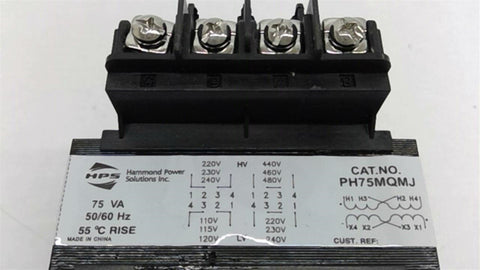 HPS
Hammond Power
Solutions Inc.
75 VA
50/60 Hz
55 °C RISE
MADE IN CHINA
220V HV 440V
230V 460V
240V 480V
1 2 3 4 1 2 3 4
4 3 2 1 4 3 2 1
110V 220V
115V 230V
120V LV 240V
CAT.NO.
PH75MQMJ
H1 H3 H2 H4
X4 X2 X3 X1
CUST. REF: